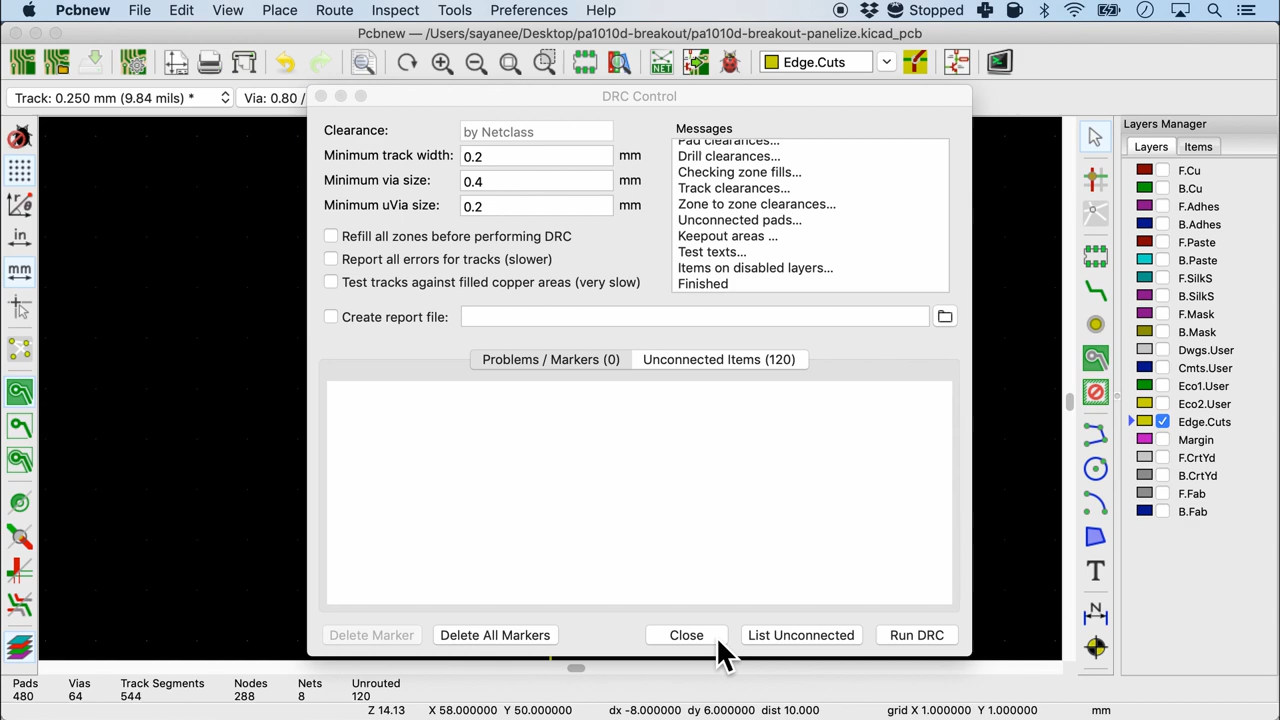 Pcbnew File Edit View Place Route Inspect Tools Preferences Help Stopped
Pcbnew — /Users/sayanee/Desktop/pa1010d-breakout/pa1010d-breakout-panelize.kicad_pcb
NET Edge.Cuts
Track: 0.250 mm (9.84 mils) * Via: 0.80 /
DRC Control
Clearance: by Netclass
Minimum track width: 0.2 mm
Minimum via size: 0.4 mm
Minimum uVia size: 0.2 mm
Refill all zones before performing DRC
Report all errors for tracks (slower)
Test tracks against filled copper areas (very slow)
Create report file:
Messages
Pad clearances...
Drill clearances...
Checking zone fills...
Track clearances...
Zone to zone clearances...
Unconnected pads...
Keepout areas ...
Test texts...
Items on disabled layers...
Finished
Problems / Markers (0) Unconnected Items (120)
Delete Marker Delete All Markers Close List Unconnected Run DRC
in
mm
T
N
Layers Manager
Layers Items
F.Cu
B.Cu
F.Adhes
B.Adhes
F.Paste
B.Paste
F.SilkS
B.SilkS
F.Mask
B.Mask
Dwgs.User
Cmts.User
Eco1.User
Eco2.User
Edge.Cuts
Margin
F.CrtYd
B.CrtYd
F.Fab
B.Fab
Pads Vias Track Segments Nodes Nets Unrouted
480 64 544 288 8 120
Z 14.13 X 58.000000 Y 50.000000 dx -8.000000 dy 6.000000 dist 10.000 grid X 1.000000 Y 1.000000 mm